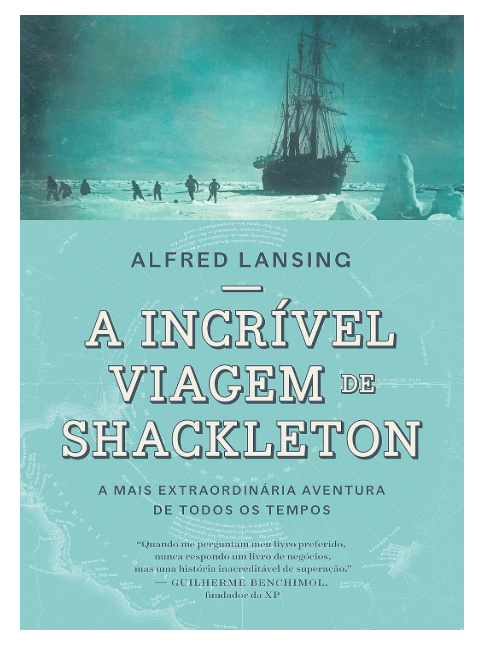 ALFRED LANSING
A INCRÍVEL
VIAGEM DE
SHACKLETON
A MAIS EXTRAORDINÁRIA AVENTURA
DE TODOS OS TEMPOS
“Quando me perguntam meu livro preferido,
nunca respondo um livro de negócios,
mas uma história inacreditável de superação.”
— GUILHERME BENCHIMOL,
fundador da XP